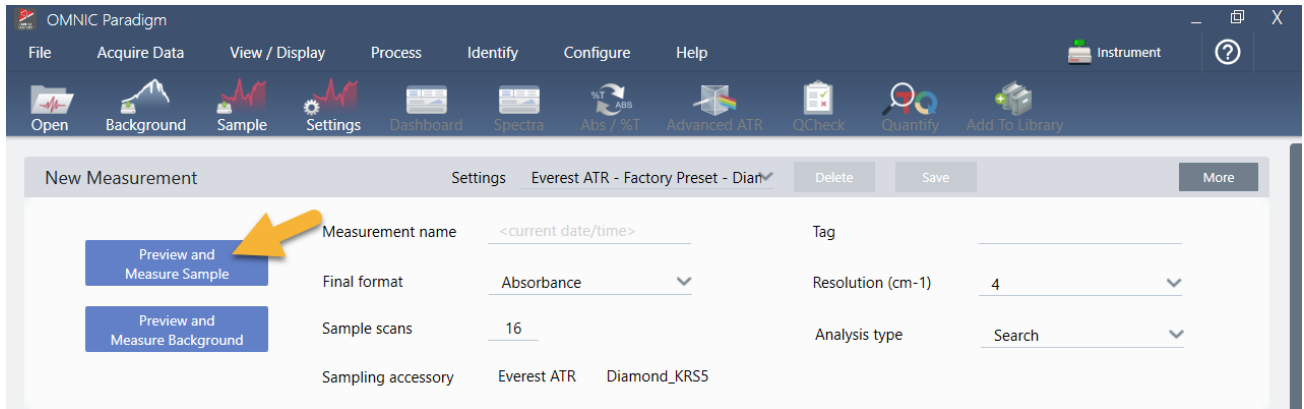 OMNIC Paradigm
File Acquire Data View / Display Process Identify Configure Help Instrument
%T
ABS
Open Background Sample Settings Dashboard Spectra Abs / %T Advanced ATR QCheck Quantify Add To Library
New Measurement Settings Everest ATR - Factory Preset - Diam Delete Save More
Preview and
Measure Sample
Preview and
Measure Background
Measurement name <current date/time> Tag
Final format Absorbance Resolution (cm-1) 4
Sample scans 16 Analysis type Search
Sampling accessory Everest ATR Diamond_KRS5